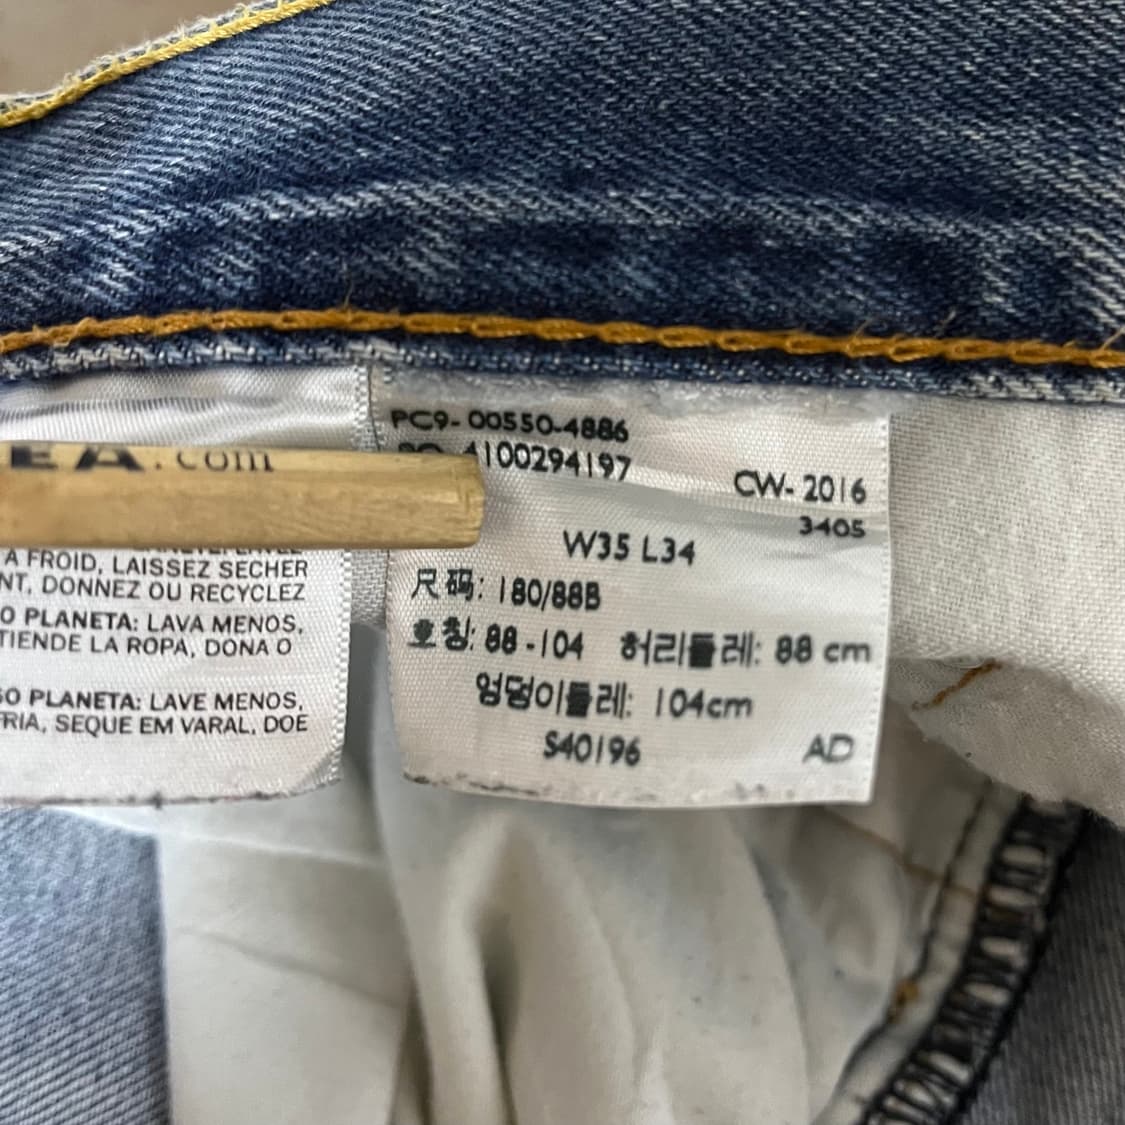 EA.com
A FROID, LAISSEZ SECHER
NT, DONNEZ OU RECYCLEZ
O PLANETA: LAVA MENOS,
TIENDE LA ROPA, DONA O
SO PLANETA: LAVE MENOS,
FRIA, SEQUE EM VARAL, DOE
PC9- 00550-4886
4100294197
CW- 2016
3405
W35 L34
尺码: 180/88B
호칭: 88 -104 허리둘레: 88 cm
엉덩이둘레: 104cm
S40196 AD